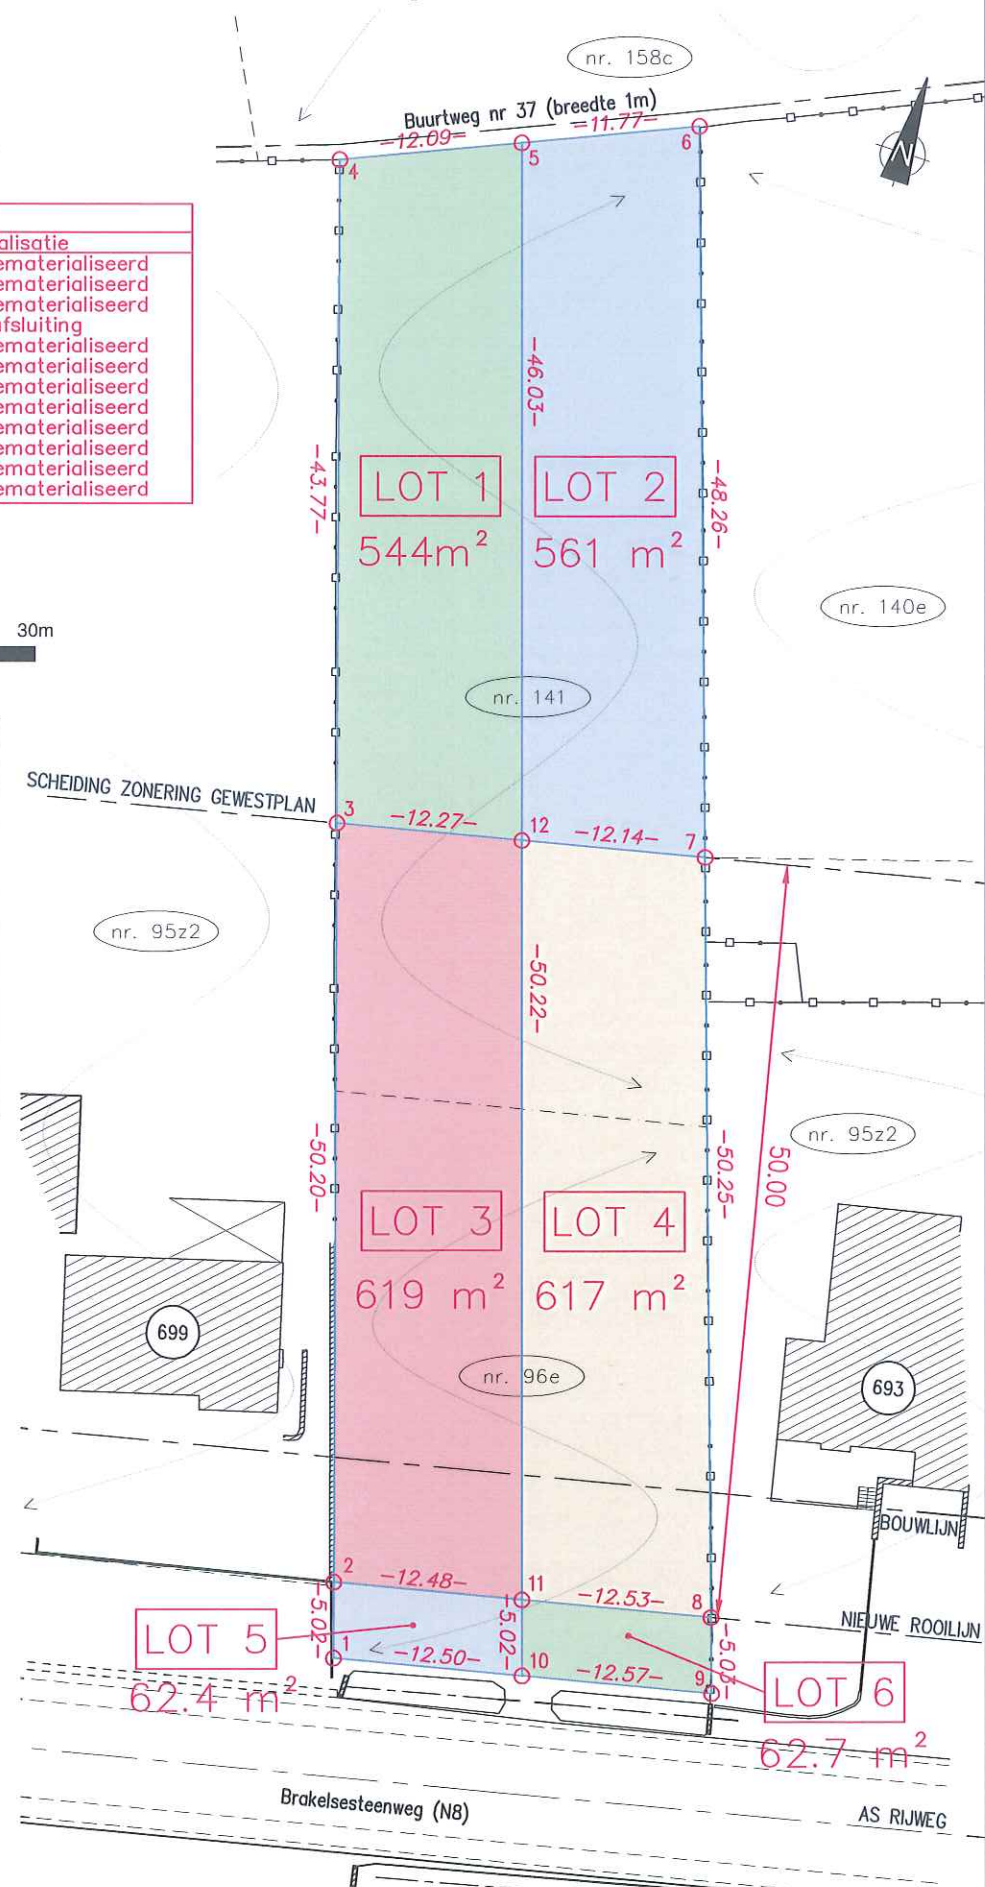 nr. 158c
Buurtweg nr 37 (breedte 1m)
-12.09-
-11.77-
4
5
6
N
alisatie
ematerialiseerd
ematerialiseerd
ematerialiseerd
afsluiting
ematerialiseerd
ematerialiseerd
ematerialiseerd
ematerialiseerd
ematerialiseerd
ematerialiseerd
ematerialiseerd
ematerialiseerd
-46.03-
-43.77-
-48.26-
LOT 1
544m²
LOT 2
561 m²
nr. 140e
30m
nr. 141
SCHEIDING ZONERING GEWESTPLAN
3
-12.27-
12
-12.14-
7
nr. 95z2
-50.22-
nr. 95z2
-50.20-
-50.25-
50.00
LOT 3
619 m²
LOT 4
617 m²
699
nr. 96e
693
BOUWLIJN
2
-12.48-
11
-12.53-
8
NIEUWE ROOILIJN
-5.02-
-5.02-
-5.03-
LOT 5
62.4 m²
1
-12.50-
10
-12.57-
9
LOT 6
62.7 m²
Brakelsesteenweg (N8)
AS RIJWEG